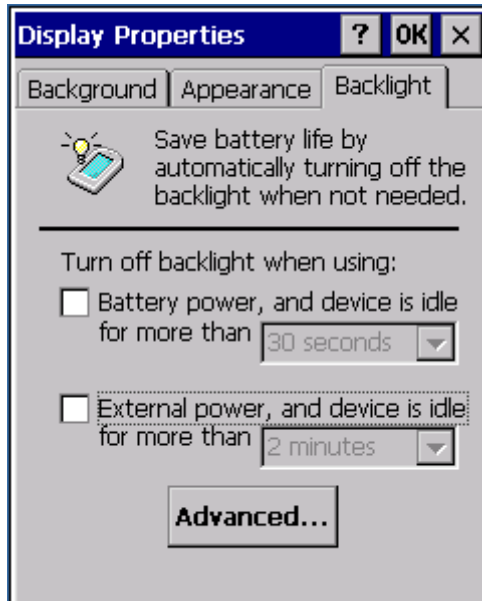 Display Properties ? OK ×
Background Appearance Backlight
Save battery life by
automatically turning off the
backlight when not needed.
Turn off backlight when using:
Battery power, and device is idle
for more than 30 seconds
External power, and device is idle
for more than 2 minutes
Advanced...